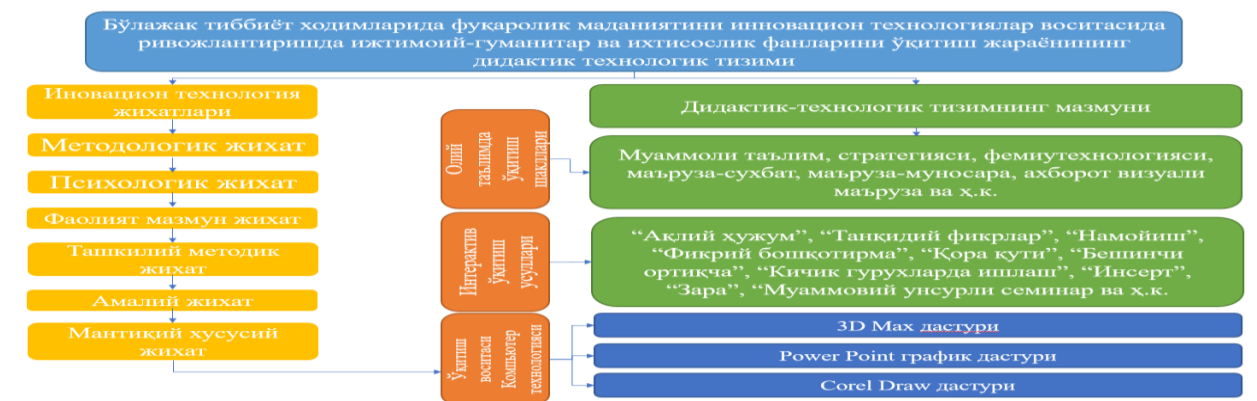 Бўлажак тиббиёт ходимларида фуқаролик маданиятини инновацион технологиялар воситасида
ривожлантиришда ижтимоий-гуманитар ва ихтисослик фанларини ўқитиш жараёнининг
дидактик технологик тизими
Иновацион технология
жихатлари
Методологик жихат
Психологик жихат
Фаолият мазмун жихат
Ташкилий методик
жихат
Амалий жихат
Мантиқий хусусий
жихат
Олий
таълимда
ўқитиш
шакллари
Интерактив
ўқитиш
усуллари
Ўқитиш
воситаси
Компьютер
технологияси
Дидактик-технологик тизимнинг мазмуни
Муаммоли таълим, стратегияси, фемиутехнологияси,
маъруза-сухбат, маъруза-муносара, ахборот визуали
маъруза ва ҳ.к.
“Ақлий ҳужум”, “Танқидий фикрлар”, “Намойиш”,
“Фикрий бошқотирма”, “Қора қути”, “Бешинчи
ортиқча”, “Кичик гурухларда ишлаш”, “Инсерт”,
“Зара”, “Муаммовий унсурли семинар ва ҳ.к.
3D Max дастури
Power Point график дастури
Corel Draw дастури